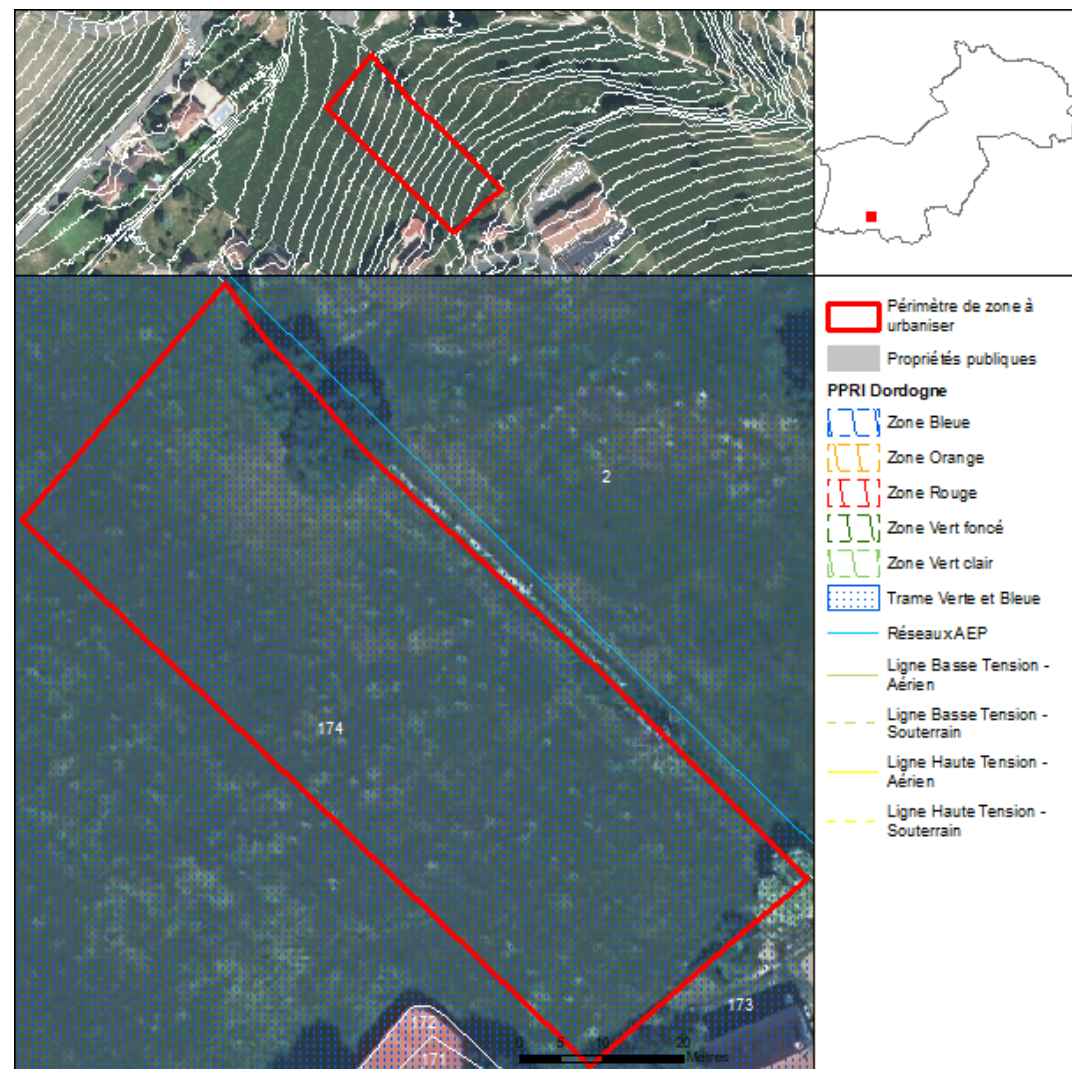 Périmètre de zone à
urbaniser
Propriétés publiques
PPRI Dordogne
Zone Bleue
Zone Orange
Zone Rouge
Zone Vert foncé
Zone Vert clair
Trame Verte et Bleue
Réseaux AEP
Ligne Basse Tension -
Aérien
Ligne Basse Tension -
Souterrain
Ligne Haute Tension -
Aérien
Ligne Haute Tension -
Souterrain
2
174
173
172
171
0 5 10 20
Mètres